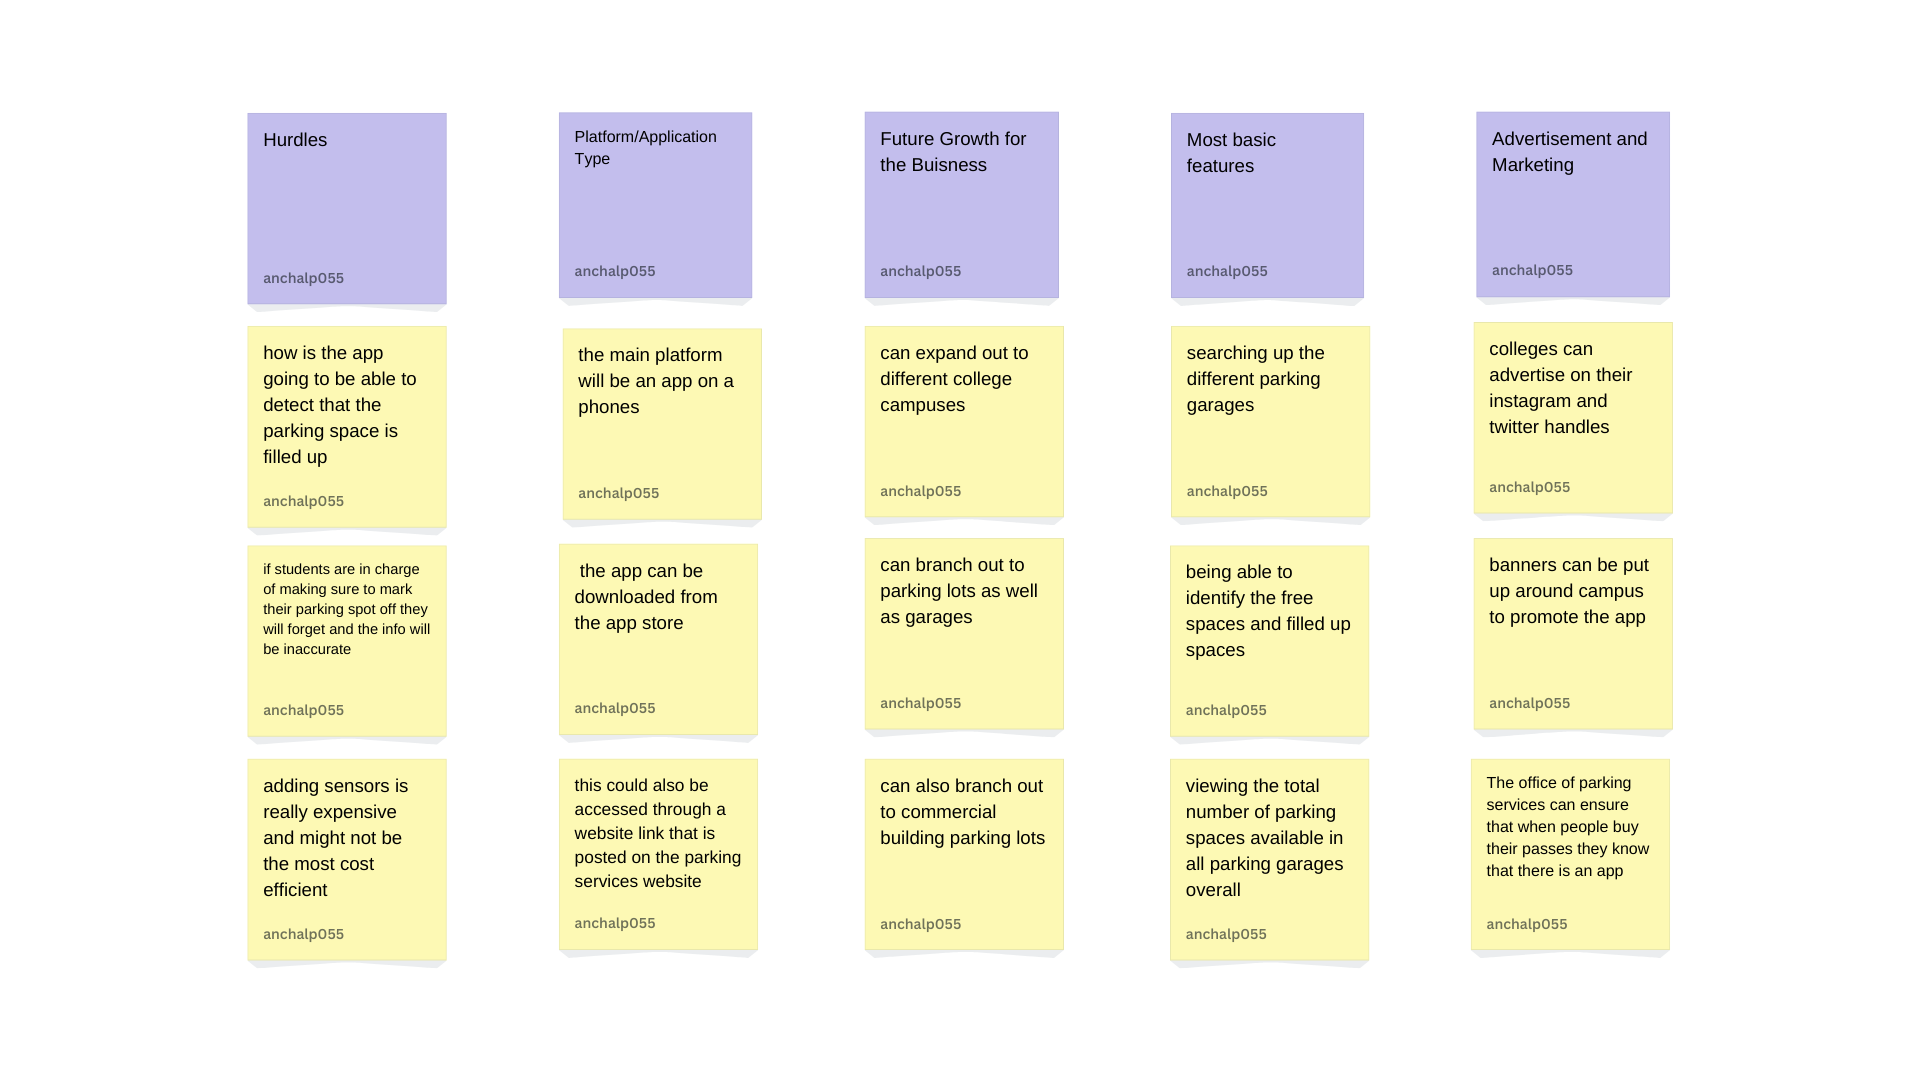 Hurdles
anchalp055
Platform/Application
Type
anchalp055
Future Growth for
the Buisness
anchalp055
Most basic
features
anchalp055
Advertisement and
Marketing
anchalp055
how is the app
going to be able to
detect that the
parking space is
filled up
anchalp055
the main platform
will be an app on a
phones
anchalp055
can expand out to
different college
campuses
anchalp055
searching up the
different parking
garages
anchalp055
colleges can
advertise on their
instagram and
twitter handles
anchalp055
if students are in charge
of making sure to mark
their parking spot off they
will forget and the info will
be inaccurate
anchalp055
the app can be
downloaded from
the app store
anchalp055
can branch out to
parking lots as well
as garages
anchalp055
being able to
identify the free
spaces and filled up
spaces
anchalp055
banners can be put
up around campus
to promote the app
anchalp055
adding sensors is
really expensive
and might not be
the most cost
efficient
anchalp055
this could also be
accessed through a
website link that is
posted on the parking
services website
anchalp055
can also branch out
to commercial
building parking lots
anchalp055
viewing the total
number of parking
spaces available in
all parking garages
overall
anchalp055
The office of parking
services can ensure
that when people buy
their passes they know
that there is an app
anchalp055